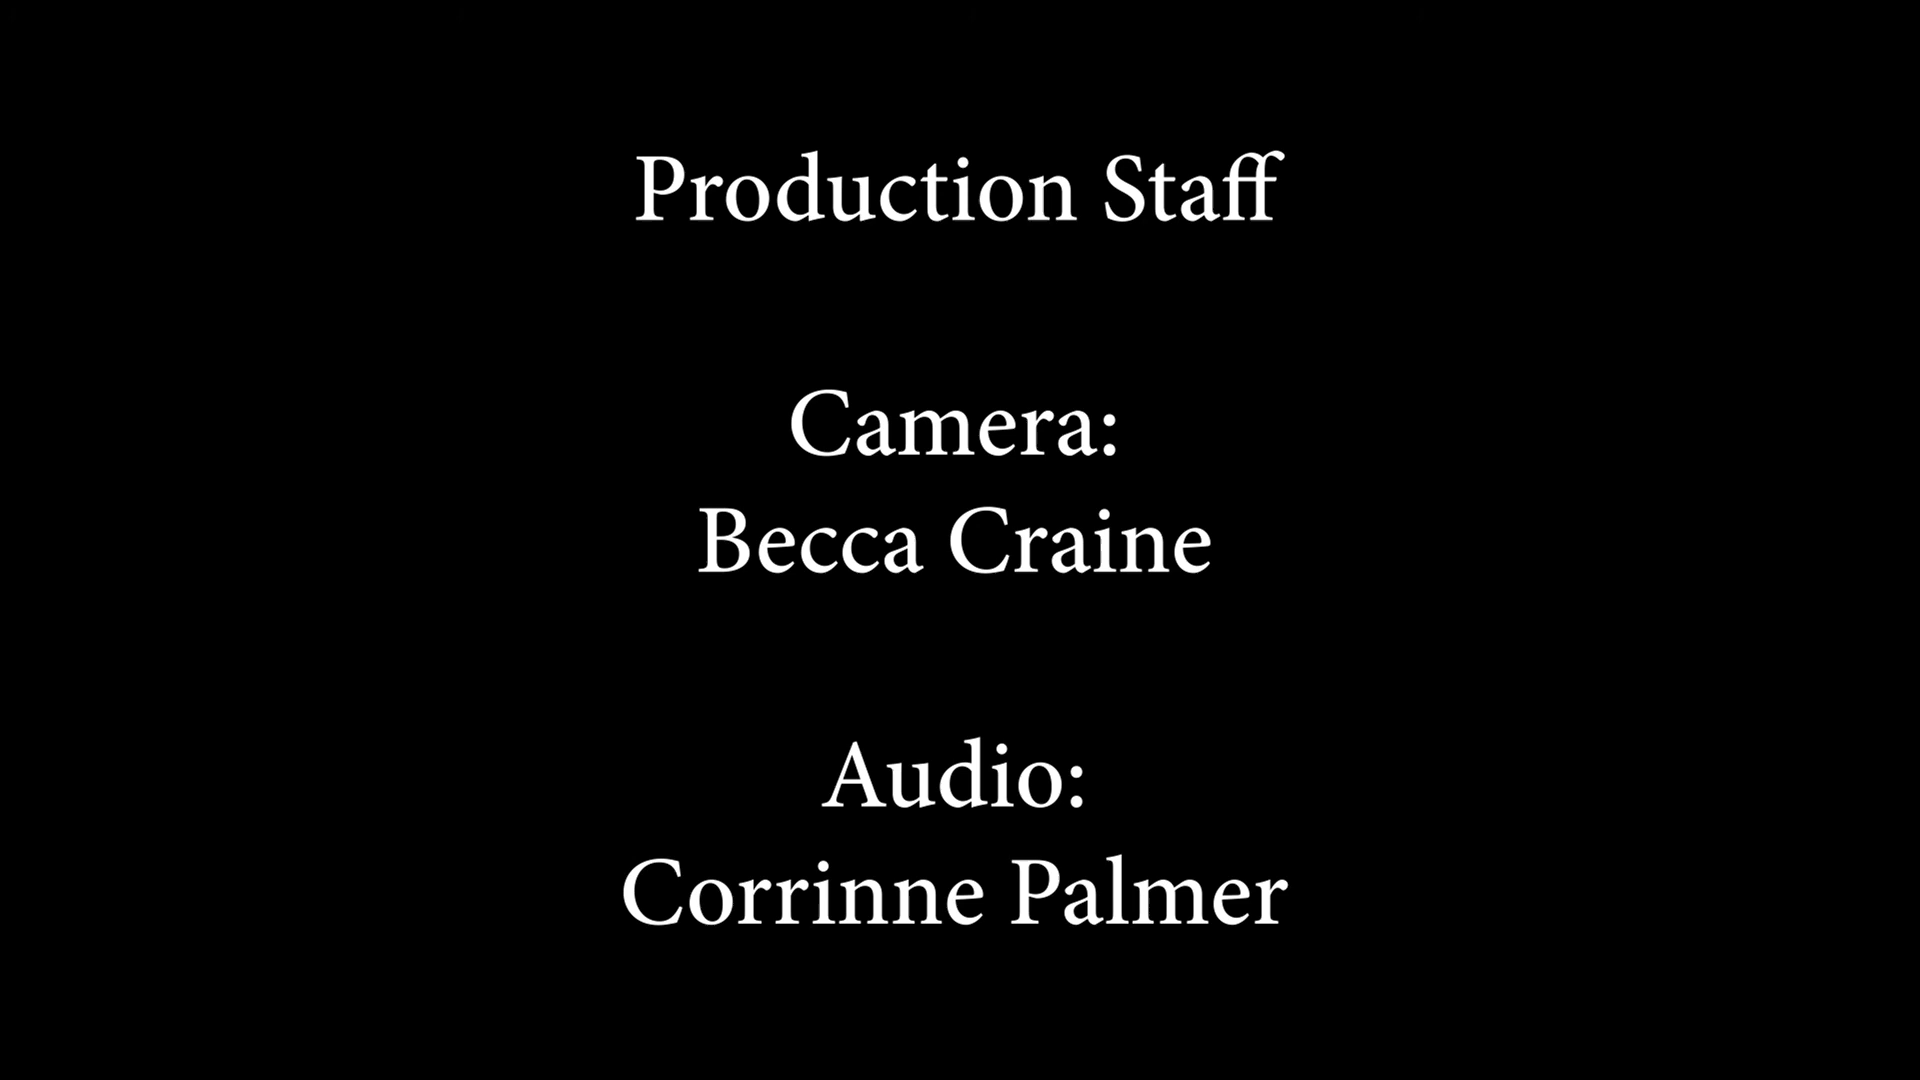 Production Staff
Camera:
Becca Craine
Audio:
Corrinne Palmer